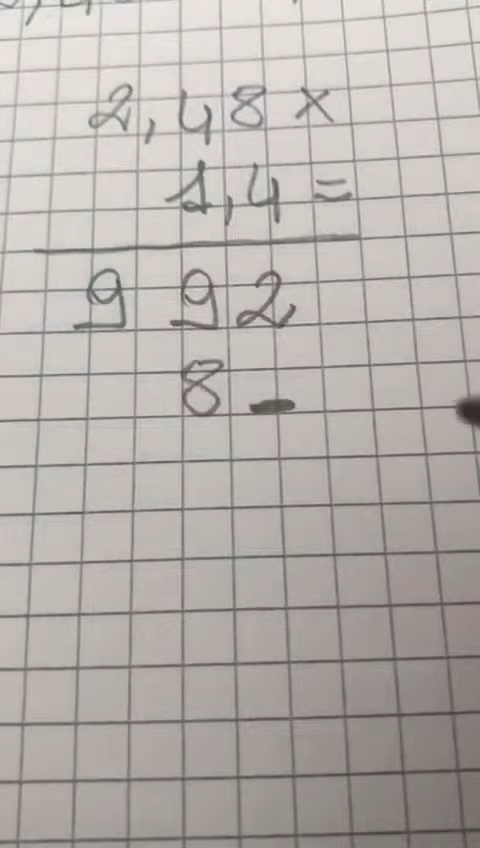 2,48 ×
1,4 =
9 9 2
8 -